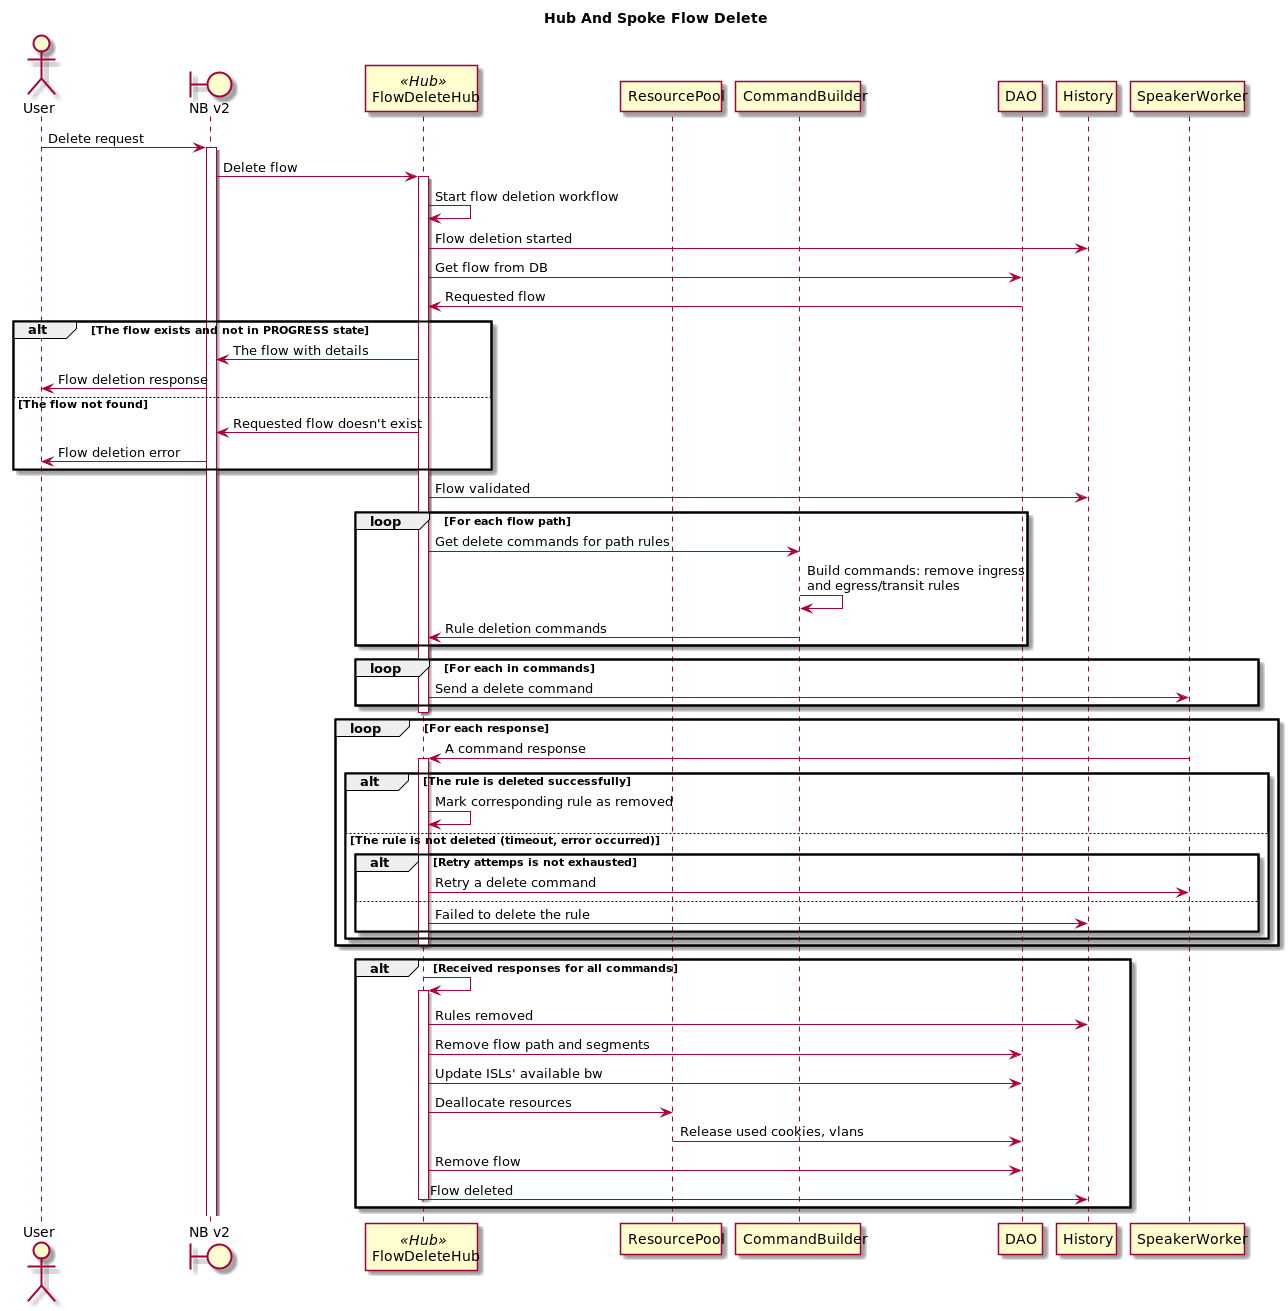 Hub And Spoke Flow Delete
User
NB v2
«Hub»
FlowDeleteHub
ResourcePool
CommandBuilder
DAO
History
SpeakerWorker
Delete request
Delete flow
Start flow deletion workflow
Flow deletion started
Get flow from DB
Requested flow
alt [The flow exists and not in PROGRESS state]
The flow with details
Flow deletion response
[The flow not found]
Requested flow doesn't exist
Flow deletion error
Flow validated
loop [For each flow path]
Get delete commands for path rules
Build commands: remove ingress
and egress/transit rules
Rule deletion commands
loop [For each in commands]
Send a delete command
loop [For each response]
A command response
alt [The rule is deleted successfully]
Mark corresponding rule as removed
[The rule is not deleted (timeout, error occurred)]
alt [Retry attemps is not exhausted]
Retry a delete command
Failed to delete the rule
alt [Received responses for all commands]
Rules removed
Remove flow path and segments
Update ISLs' available bw
Deallocate resources
Release used cookies, vlans
Remove flow
Flow deleted
User
NB v2
«Hub»
FlowDeleteHub
ResourcePool
CommandBuilder
DAO
History
SpeakerWorker